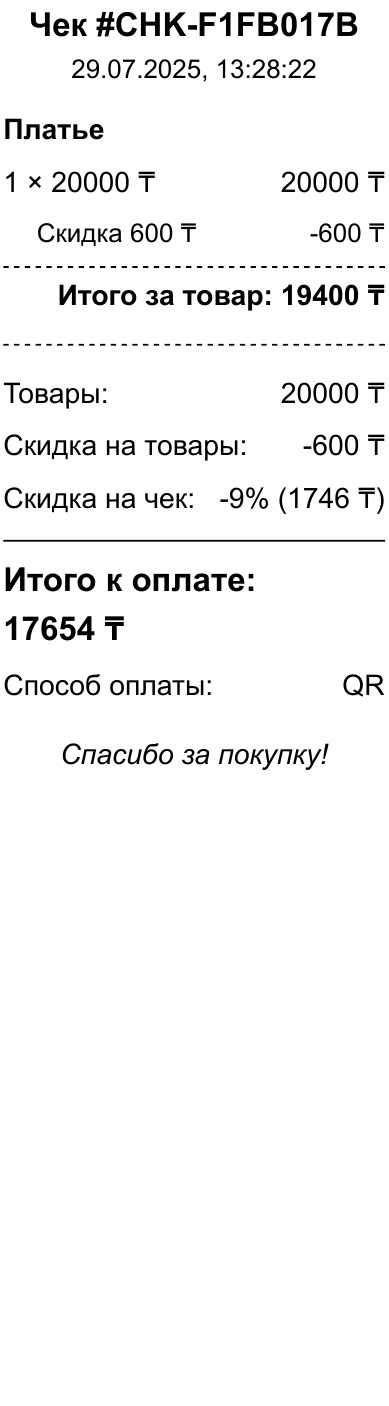 Чек #CHK-F1FB017B
29.07.2025, 13:28:22
Платье
1 × 20000 ₸ 20000 ₸
Скидка 600 ₸ -600 ₸
Итого за товар: 19400 ₸
Товары: 20000 ₸
Скидка на товары: -600 ₸
Скидка на чек: -9% (1746 ₸)
Итого к оплате:
17654 ₸
Способ оплаты: QR
Спасибо за покупку!